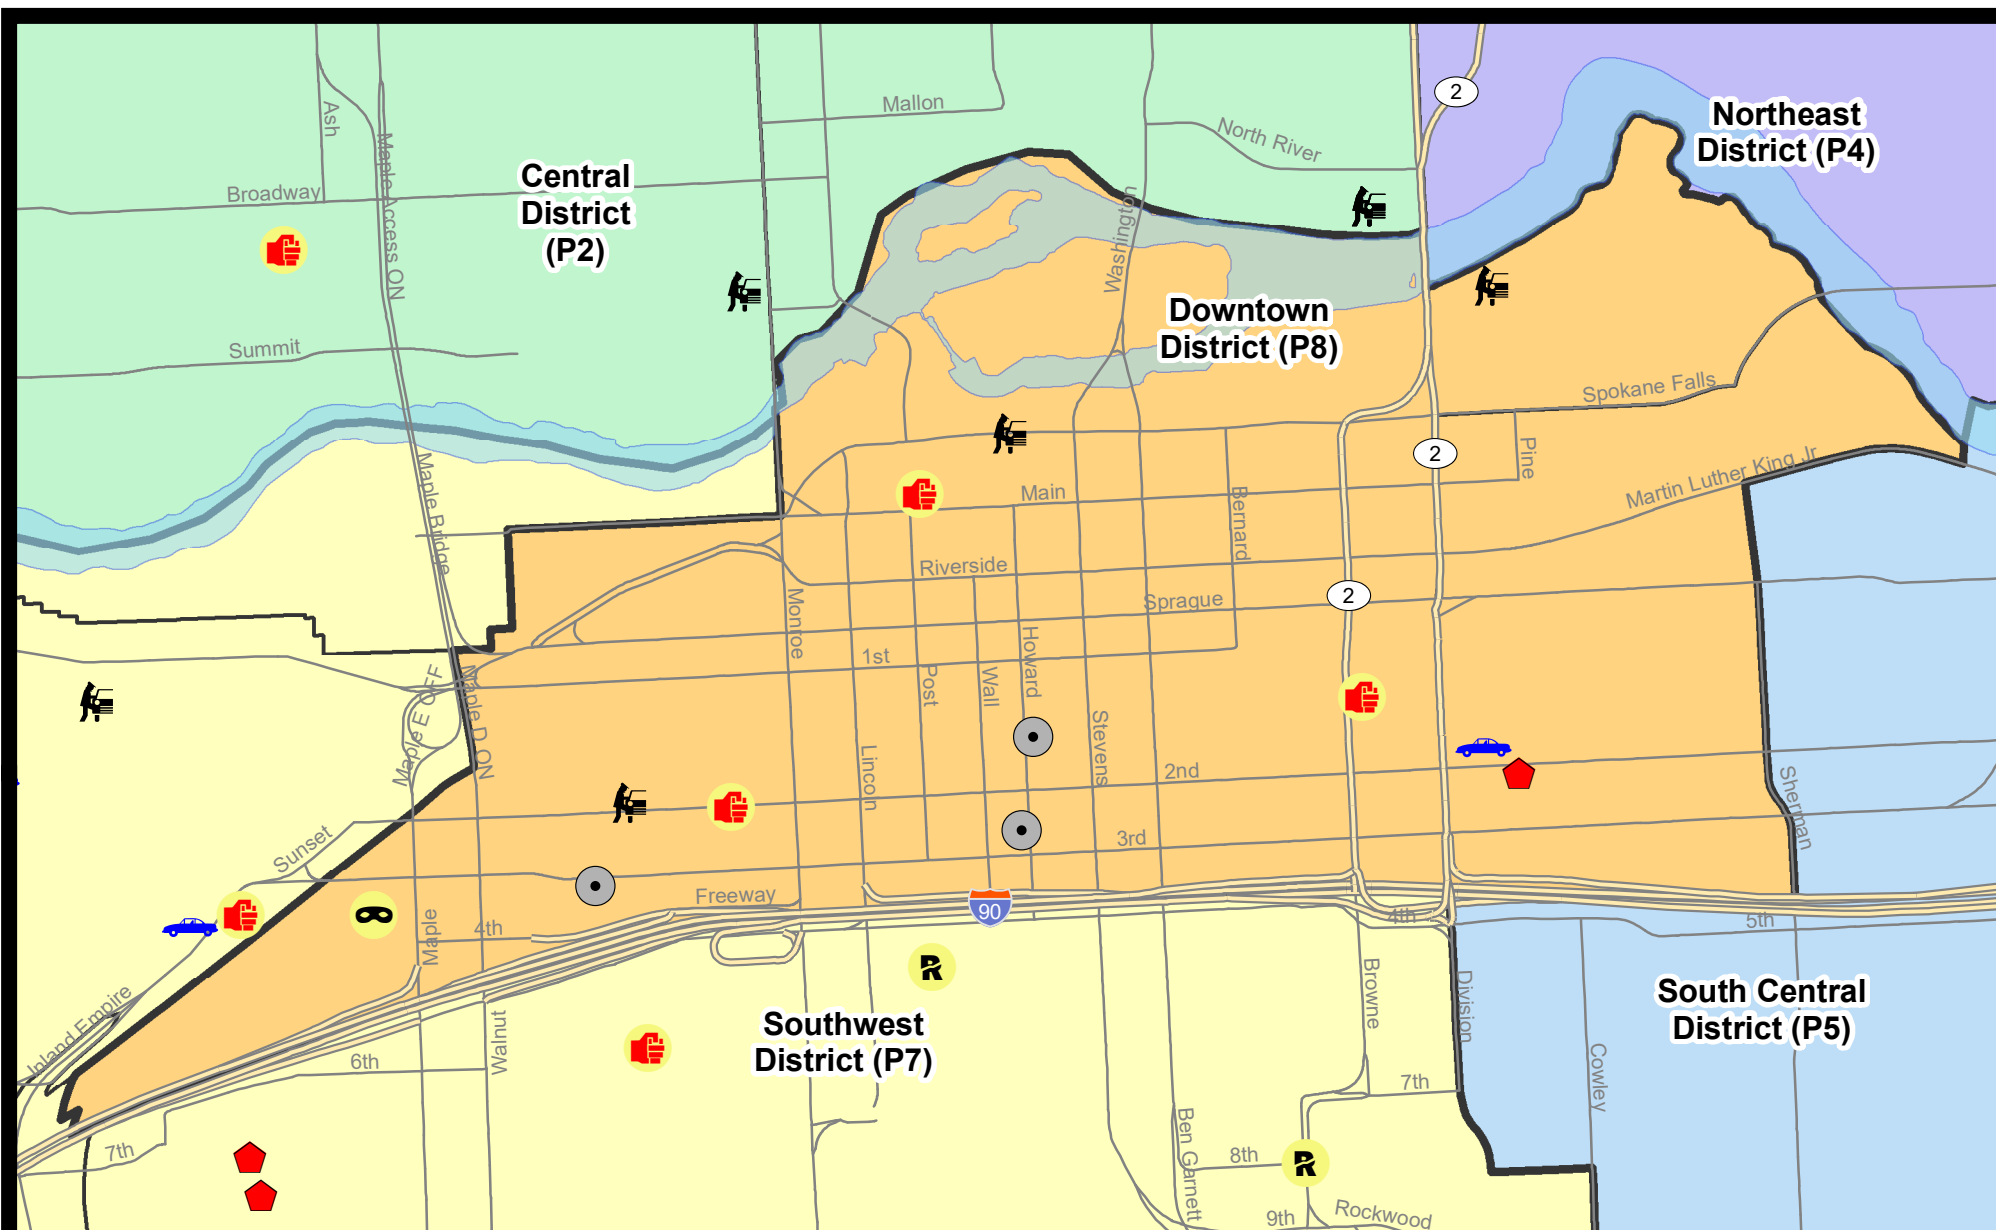 2
Northeast
District (P4)
Ash
Mallon
North River
Maple Access ON
Central
District
(P2)
Broadway
Washington
Downtown
District (P8)
Summit
Spokane Falls
2
Pine
Maple Bridge
Main
Bernard
Martin Luther King Jr
Riverside
Monroe
Sprague
2
Howard
1st
Post
Wall
Maple E OFF
Maple D ON
Stevens
Lincoln
2nd
Sherman
Sunset
3rd
Freeway
90
4th
Maple
4th
5th
Browne
Division
South Central
District (P5)
Inland Empire
Walnut
Southwest
District (P7)
6th
Cowley
7th
7th
Ben Garnett
8th
9th
Rockwood